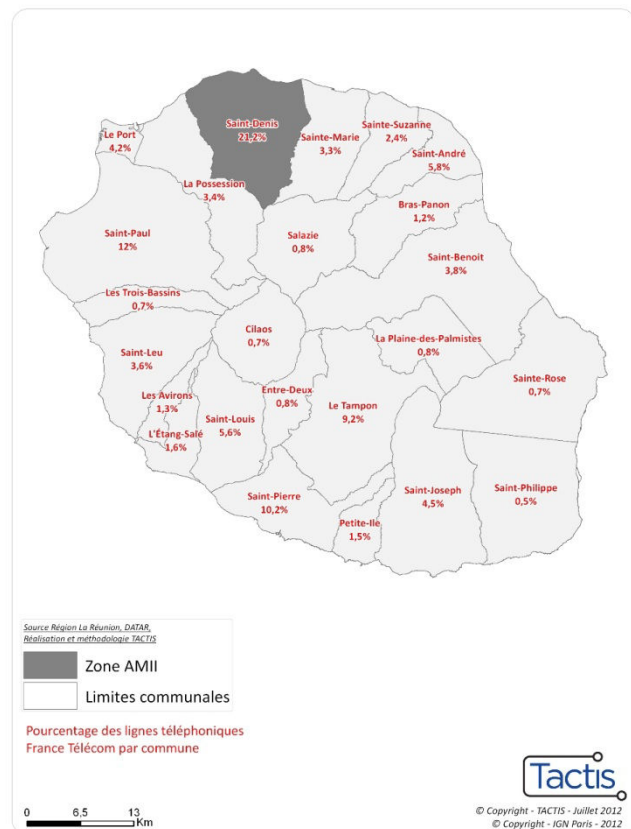 Saint-Denis
21,2%
Le Port
4,2%
Sainte-Marie
3,3%
Sainte-Suzanne
2,4%
Saint-André
5,8%
La Possession
3,4%
Bras-Panon
1,2%
Saint-Paul
12%
Salazie
0,8%
Saint-Benoit
3,8%
Les Trois-Bassins
0,7%
Cilaos
0,7%
La Plaine-des-Palmistes
0,8%
Saint-Leu
3,6%
Sainte-Rose
0,7%
Les Avirons
1,3%
Entre-Deux
0,8%
Le Tampon
9,2%
Saint-Louis
5,6%
L'Étang-Salé
1,6%
Saint-Pierre
10,2%
Saint-Joseph
4,5%
Saint-Philippe
0,5%
Petite-Ile
1,5%
Source Région La Réunion, DATAR,
Réalisation et méthodologie TACTIS
Zone AMII
Limites communales
Pourcentage des lignes téléphoniques
France Télécom par commune
0 6,5 13
Km
Tactis
© Copyright - TACTIS - Juillet 2012
© Copyright - IGN Paris - 2012